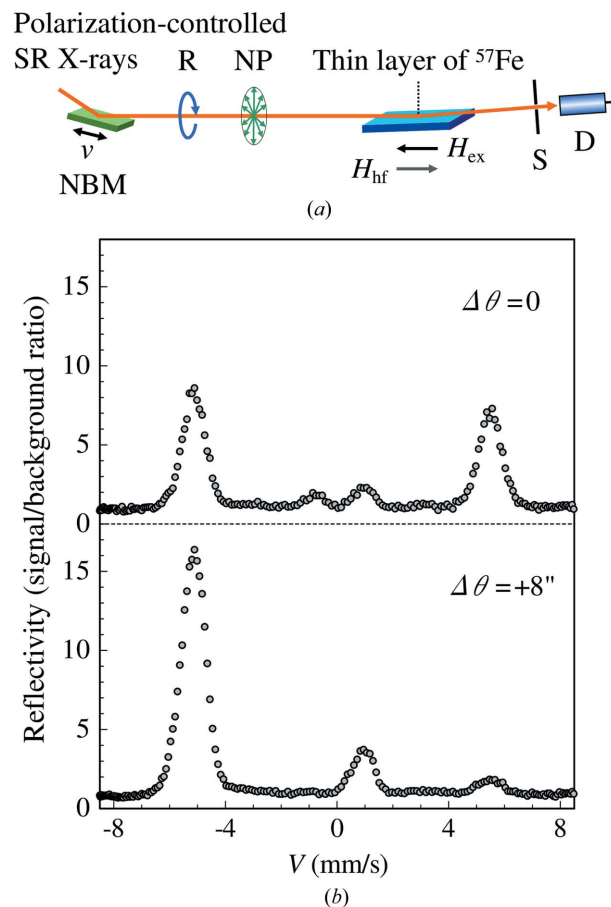 Polarization-controlled
SR X-rays R NP Thin layer of ⁵⁷Fe
v
NBM
H_ex
H_hf
S
D
(a)
Reflectivity (signal/background ratio)
15
10
5
0
Δθ=0
15
10
5
0
Δθ=+8"
-8 -4 0 4 8
V (mm/s)
(b)